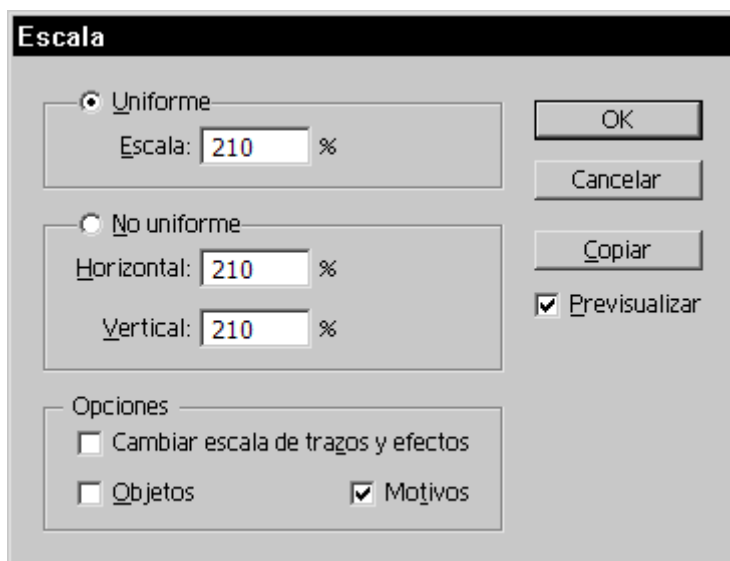 Escala
Uniforme
Escala: 210 %
No uniforme
Horizontal: 210 %
Vertical: 210 %
Opciones
Cambiar escala de trazos y efectos
Objetos Motivos
OK
Cancelar
Copiar
Previsualizar